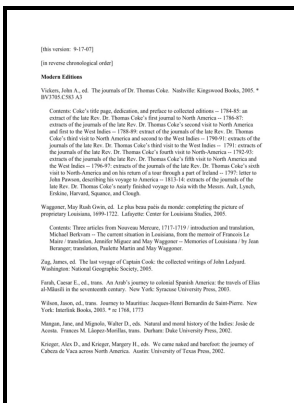 [this version: 9-17-07]
[in reverse chronological order]
Modern Editions
Vickers, John A., ed. The journals of Dr. Thomas Coke. Nashville: Kingswood Books, 2005. *
BV3705.C583 A3
Contents: Coke's title page, dedication, and preface to collected editions -- 1784-85: an
extract of the late Rev. Dr. Thomas Coke's first journal to North America -- 1786-87:
extracts of the journals of the late Rev. Dr. Thomas Coke's second visit to North America
and first to the West Indies -- 1788-89: extract of the journals of the late Rev. Dr. Thomas
Coke's third visit to North America and second to the West Indies -- 1790-91: extracts of the
journals of the late Rev. Dr. Thomas Coke's third visit to the West Indies -- 1791: extracts of
the journals of the late Rev. Dr. Thomas Coke's fourth visit to North-America -- 1792-93:
extracts of the journals of the late Rev. Dr. Thomas Coke's fifth visit to North America and
the West Indies -- 1796-97: extracts of the journals of the late Rev. Dr. Thomas Coke's sixth
visit to North-America and on his return of a tour through a part of Ireland -- 1797: letter to
John Pawson, describing his voyage to America -- 1813-14: extracts of the journals of the
late Rev. Dr. Thomas Coke's nearly finished voyage to Asia with the Messrs. Ault, Lynch,
Erskine, Harvard, Squance, and Clough.
Waggoner, May Rush Gwin, ed. Le plus beau païs du monde: completing the picture of
proprietary Louisiana, 1699-1722. Lafayette: Center for Louisiana Studies, 2005.
Contents: Three articles from Nouveau Mercure, 1717-1719 / introduction and translation,
Michael Berkvam -- The current situation in Louisiana, from the memoir of Francois Le
Maire / translation, Jennifer Miguez and May Waggoner -- Memories of Louisiana / by Jean
Beranger; translation, Paulette Martin and May Waggoner.
Zug, James, ed. The last voyage of Captain Cook: the collected writings of John Ledyard.
Washington: National Geographic Society, 2005.
Farah, Caesar E., ed., trans. An Arab's journey to colonial Spanish America: the travels of Elias
al-Mûsili in the seventeenth century. New York: Syracuse University Press, 2003.
Wilson, Jason, ed., trans. Journey to Mauritius: Jacques-Henri Bernardin de Saint-Pierre. New
York: Interlink Books, 2003. * re 1768, 1773
Mangan, Jane, and Mignolo, Walter D., eds. Natural and moral history of the Indies: Josée de
Acosta. Frances M. López-Morillas, trans. Durham: Duke University Press, 2002.
Krieger, Alex D., and Krieger, Margery H., eds. We came naked and barefoot: the journey of
Cabeza de Vaca across North America. Austin: University of Texas Press, 2002.